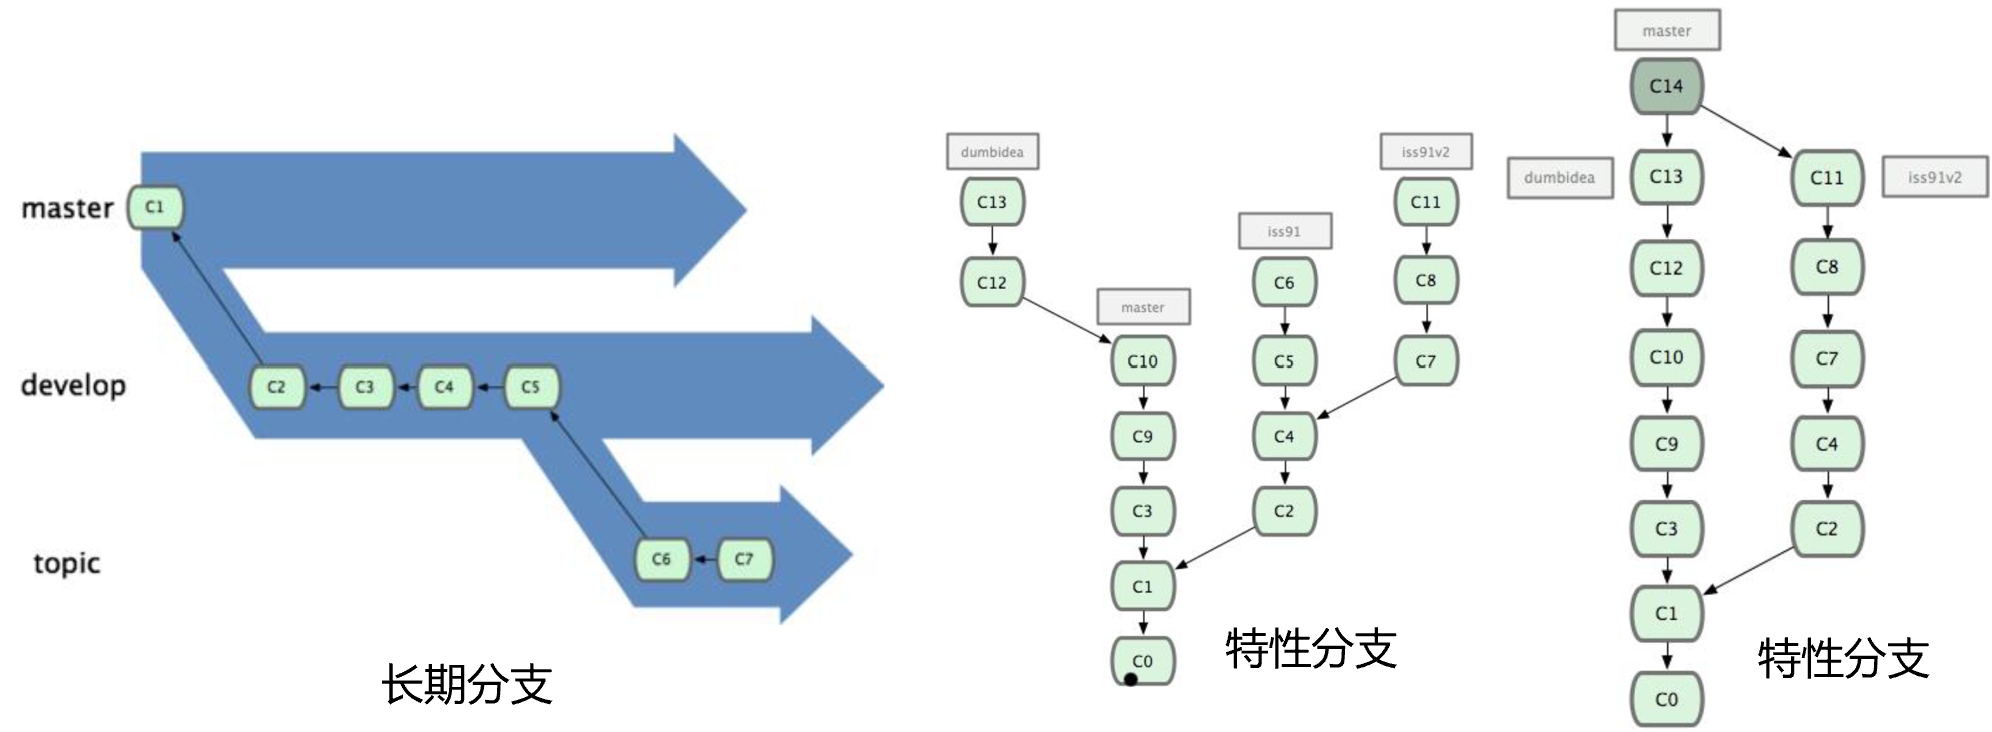 master
C1
develop
C2
C3
C4
C5
topic
C6
C7
长期分支
dumbidea
C13
C12
master
C10
C9
C3
C1
C0
iss91
C6
C5
C4
C2
iss91v2
C11
C8
C7
特性分支
master
C14
dumbidea
C13
C11
iss91v2
C12
C8
C10
C7
C9
C4
C3
C2
C1
C0
特性分支